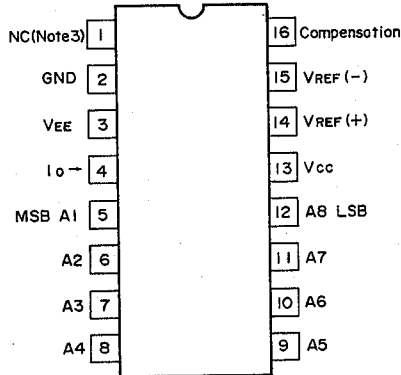 NC(Note3) 1
GND 2
VEE 3
Io→ 4
MSB A1 5
A2 6
A3 7
A4 8
16 Compensation
15 VREF (-)
14 VREF (+)
13 Vcc
12 A8 LSB
11 A7
10 A6
9 A5